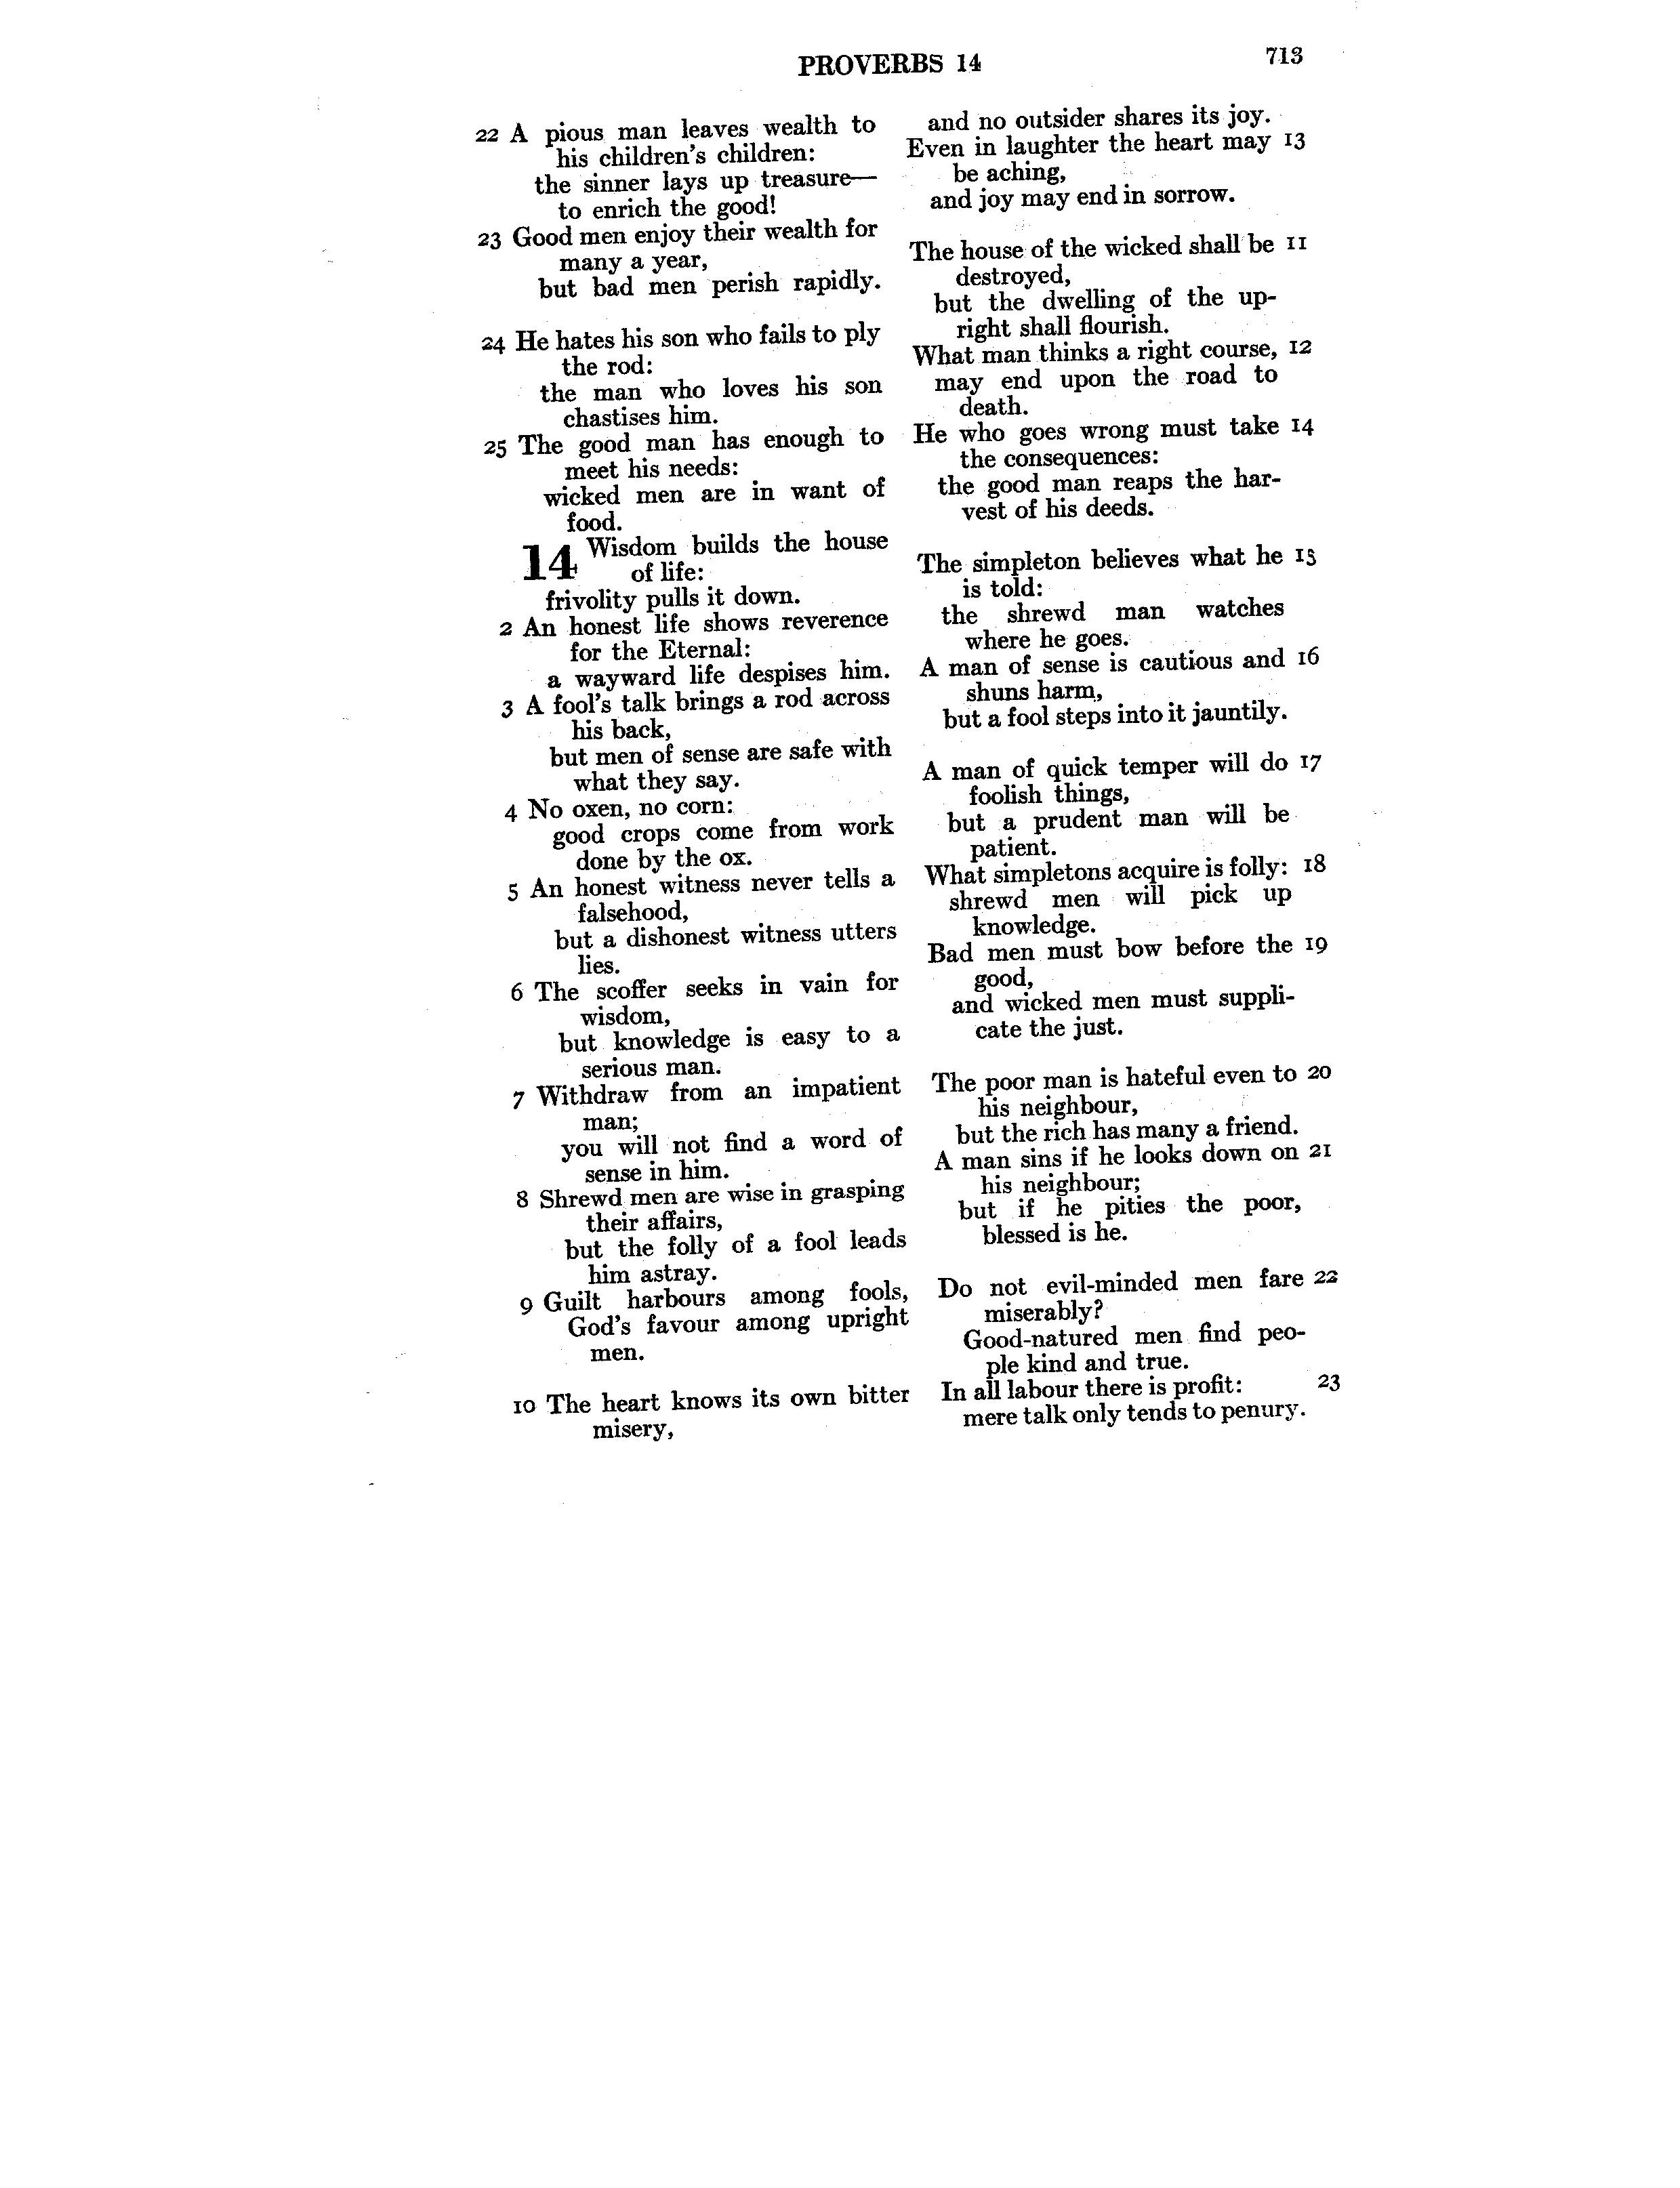 PROVERBS 14
713
22 A pious man leaves wealth to
his children's children:
the sinner lays up treasure—
to enrich the good!
23 Good men enjoy their wealth for
many a year,
but bad men perish rapidly.
24 He hates his son who fails to ply
the rod:
the man who loves his son
chastises him.
25 The good man has enough to
meet his needs:
wicked men are in want of
food.
14 Wisdom builds the house
of life:
frivolity pulls it down.
2 An honest life shows reverence
for the Eternal:
a wayward life despises him.
3 A fool's talk brings a rod across
his back,
but men of sense are safe with
what they say.
4 No oxen, no corn:
good crops come from work
done by the ox.
5 An honest witness never tells a
falsehood,
but a dishonest witness utters
lies.
6 The scoffer seeks in vain for
wisdom,
but knowledge is easy to a
serious man.
7 Withdraw from an impatient
man;
you will not find a word of
sense in him.
8 Shrewd men are wise in grasping
their affairs,
but the folly of a fool leads
him astray.
9 Guilt harbours among fools,
God's favour among upright
men.
10 The heart knows its own bitter
misery,
and no outsider shares its joy.
Even in laughter the heart may 13
be aching,
and joy may end in sorrow.
The house of the wicked shall be 11
destroyed,
but the dwelling of the up-
right shall flourish.
What man thinks a right course, 12
may end upon the road to
death.
He who goes wrong must take 14
the consequences:
the good man reaps the har-
vest of his deeds.
The simpleton believes what he 15
is told:
the shrewd man watches
where he goes.
A man of sense is cautious and 16
shuns harm,
but a fool steps into it jauntily.
A man of quick temper will do 17
foolish things,
but a prudent man will be
patient.
What simpletons acquire is folly: 18
shrewd men will pick up
knowledge.
Bad men must bow before the 19
good,
and wicked men must suppli-
cate the just.
The poor man is hateful even to 20
his neighbour,
but the rich has many a friend.
A man sins if he looks down on 21
his neighbour;
but if he pities the poor,
blessed is he.
Do not evil-minded men fare 22
miserably?
Good-natured men find peo-
ple kind and true.
In all labour there is profit: 23
mere talk only tends to penury.